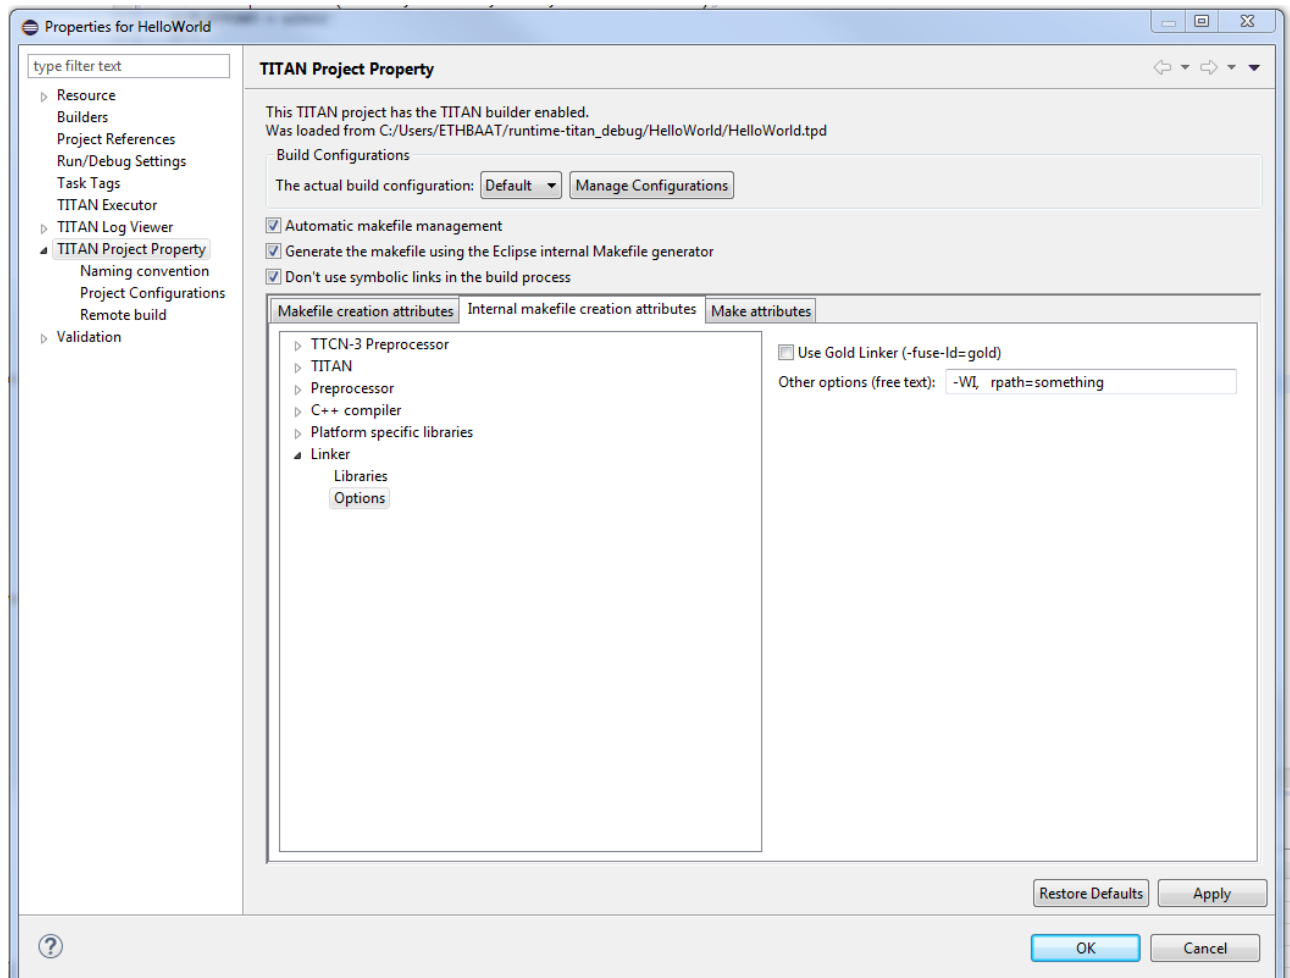 Properties for HelloWorld
type filter text
Resource
Builders
Project References
Run/Debug Settings
Task Tags
TITAN Executor
TITAN Log Viewer
TITAN Project Property
Naming convention
Project Configurations
Remote build
Validation
TITAN Project Property
This TITAN project has the TITAN builder enabled.
Was loaded from C:/Users/ETHBAAT/runtime-titan_debug/HelloWorld/HelloWorld.tpd
Build Configurations
The actual build configuration: Default Manage Configurations
Automatic makefile management
Generate the makefile using the Eclipse internal Makefile generator
Don't use symbolic links in the build process
Makefile creation attributes Internal makefile creation attributes Make attributes
TTCN-3 Preprocessor
TITAN
Preprocessor
C++ compiler
Platform specific libraries
Linker
Libraries
Options
Use Gold Linker (-fuse-ld=gold)
Other options (free text): -Wl, rpath=something
Restore Defaults Apply
? OK Cancel